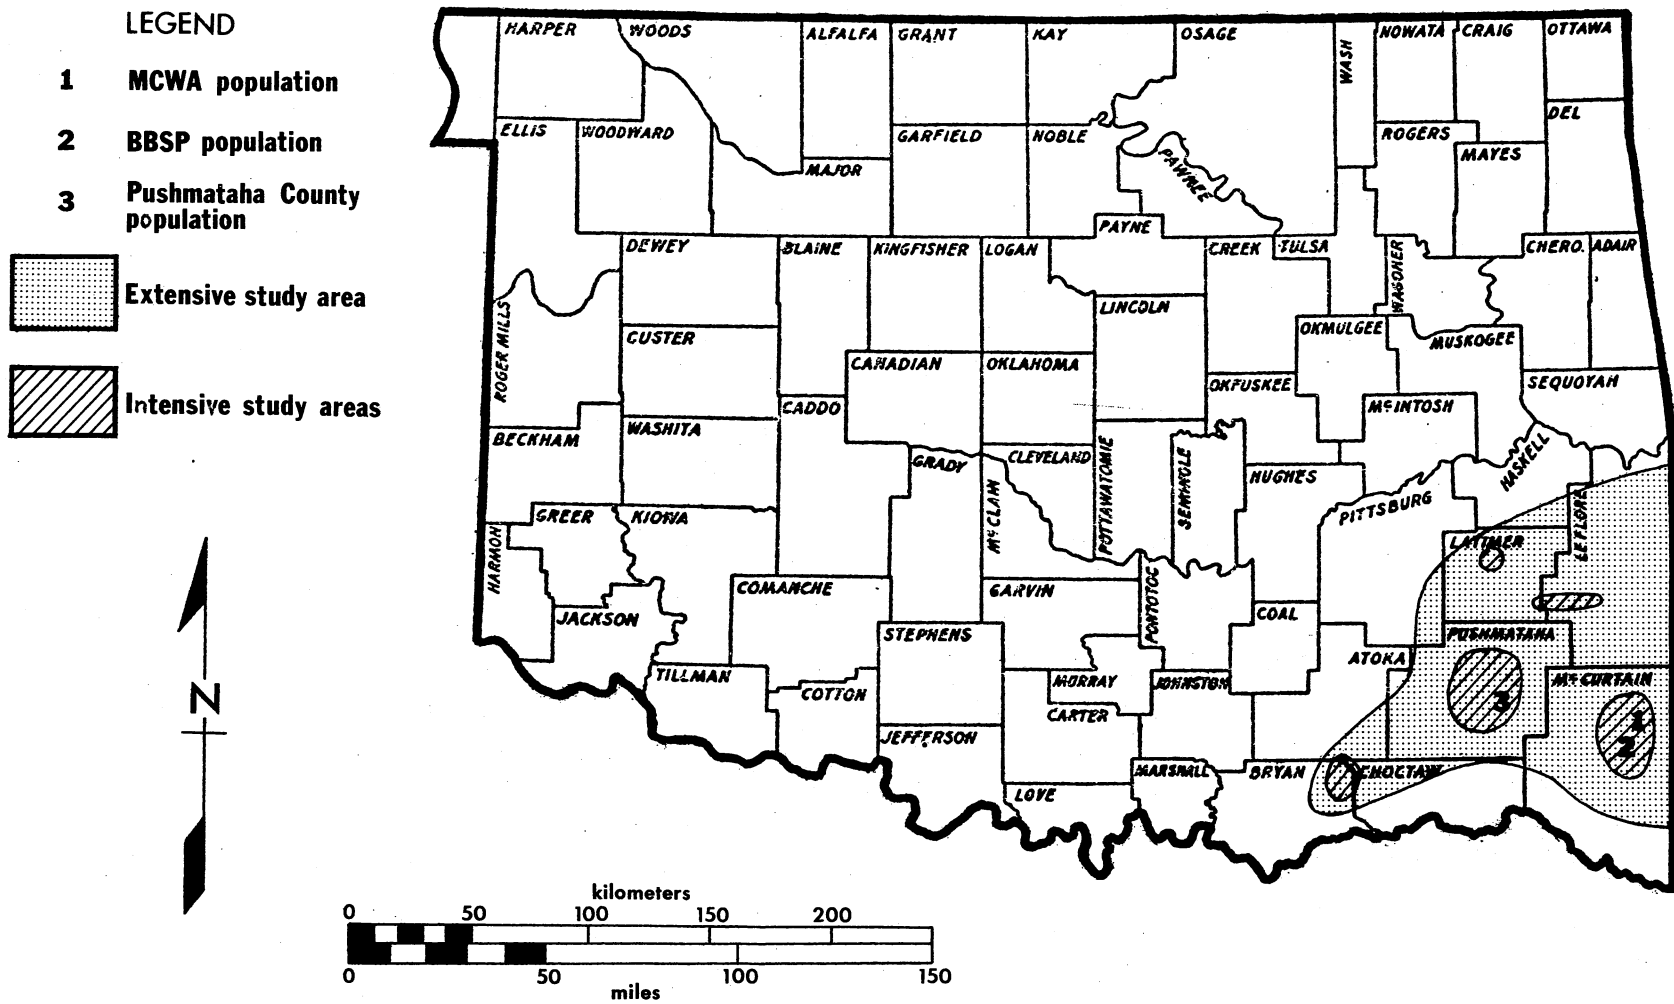 LEGEND
1 MCWA population
2 BBSP population
3 Pushmataha County
population
Extensive study area
Intensive study areas
N
HARPER WOODS ALFALFA GRANT KAY OSAGE WASH NOWATA CRAIG OTTAWA
ELLIS WOODWARD GARFIELD NOBLE ROGERS DEL
MAJOR PAWNEE MAYES
PAYNE
DEWEY BLAINE KINGFISHER LOGAN CREEK TULSA WAGONER CHERO. ADAIR
ROGER MILLS LINCOLN
CUSTER OKMULGEE MUSKOGEE
CANADIAN OKLAHOMA OKFUSKEE SEQUOYAH
CADDO McINTOSH
BECKHAM WASHITA
GRADY CLEVELAND POTTAWATOMIE SEMINOLE HUGHES HASKELL
McCLAIN PITTSBURG LEFLORE
HARMON GREER KIOWA LATIMER
COMANCHE GARVIN PONTOTOC
JACKSON STEPHENS COAL PUSHMATAHA
TILLMAN COTTON MURRAY JOHNSTON ATOKA McCURTAIN
3
CARTER 1
JEFFERSON 2
MARSHALL BRYAN CHOCTAW
LOVE
kilometers
0 50 100 150 200
0 50 100 150
miles